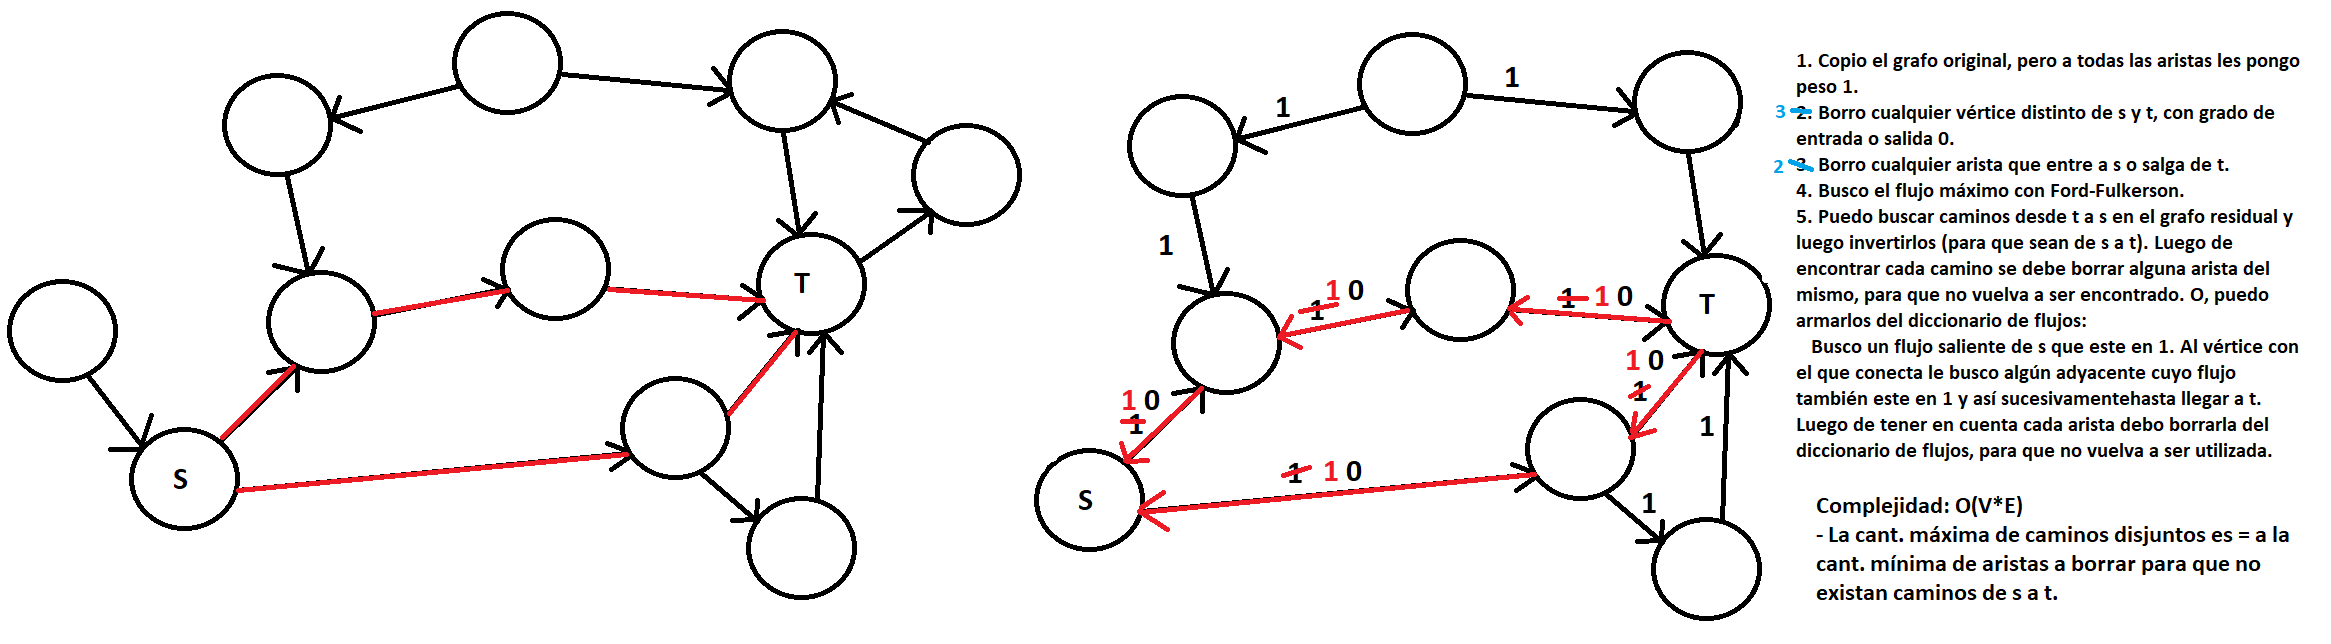 1. Copio el grafo original, pero a todas las aristas les pongo
peso 1.
3 2. Borro cualquier vértice distinto de s y t, con grado de
entrada o salida 0.
2 3. Borro cualquier arista que entre a s o salga de t.
4. Busco el flujo máximo con Ford-Fulkerson.
5. Puedo buscar caminos desde t a s en el grafo residual y
luego invertirlos (para que sean de s a t). Luego de
encontrar cada camino se debe borrar alguna arista del
mismo, para que no vuelva a ser encontrado. O, puedo
armarlos del diccionario de flujos:
Busco un flujo saliente de s que este en 1. Al vértice con
el que conecta le busco algún adyacente cuyo flujo
también este en 1 y así sucesivamentehasta llegar a t.
Luego de tener en cuenta cada arista debo borrarla del
diccionario de flujos, para que no vuelva a ser utilizada.
Complejidad: O(V*E)
- La cant. máxima de caminos disjuntos es = a la
cant. mínima de aristas a borrar para que no
existan caminos de s a t.
T
S
1
1
1
1 0
1
1 1 0
T
1 0
1
1 0
1
1
S
1 1 0
1